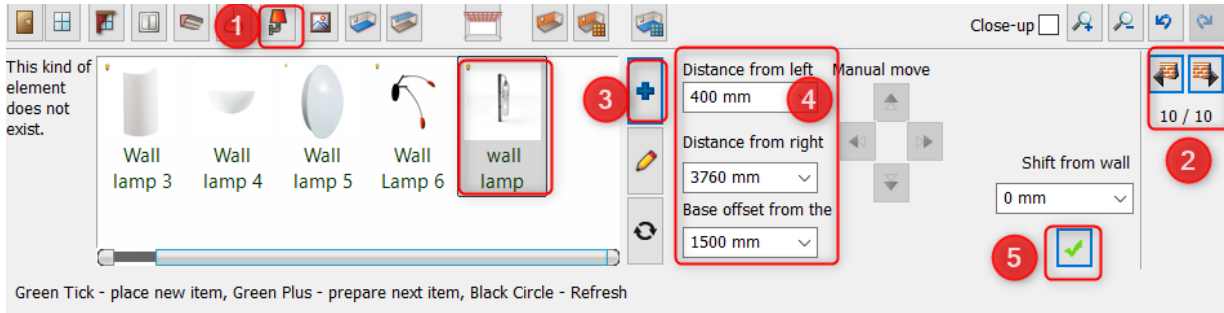 1
Close-up
This kind of
element
does not
exist.
Wall
lamp 3
Wall
lamp 4
Wall
lamp 5
Wall
Lamp 6
wall
lamp
3
Distance from left
400 mm
4
Distance from right
3760 mm
Base offset from the
1500 mm
Manual move
Shift from wall
0 mm
5
10 / 10
2
Green Tick - place new item, Green Plus - prepare next item, Black Circle - Refresh